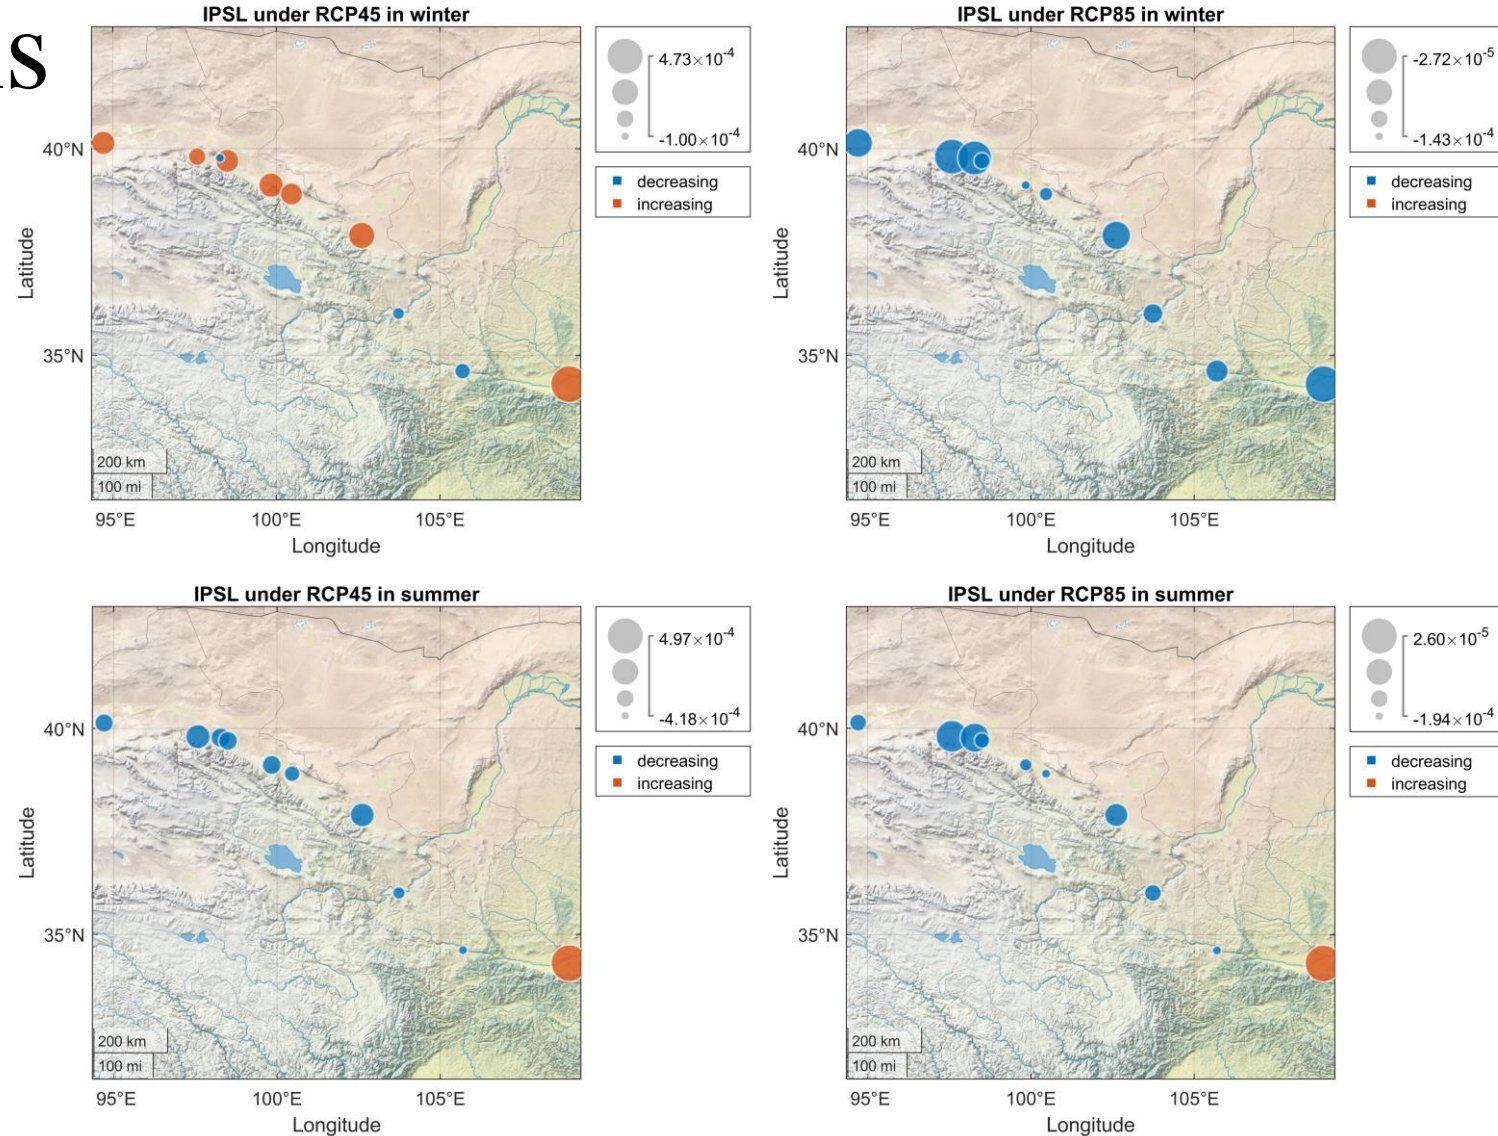 ns
IPSL under RCP45 in winter
4.73×10⁻⁴
-1.00×10⁻⁴
decreasing
increasing
40°N
35°N
Latitude
200 km
100 mi
95°E 100°E 105°E
Longitude
IPSL under RCP85 in winter
-2.72×10⁻⁵
-1.43×10⁻⁴
decreasing
increasing
40°N
35°N
Latitude
200 km
100 mi
95°E 100°E 105°E
Longitude
IPSL under RCP45 in summer
4.97×10⁻⁴
-4.18×10⁻⁴
decreasing
increasing
40°N
35°N
Latitude
200 km
100 mi
95°E 100°E 105°E
Longitude
IPSL under RCP85 in summer
2.60×10⁻⁵
-1.94×10⁻⁴
decreasing
increasing
40°N
35°N
Latitude
200 km
100 mi
95°E 100°E 105°E
Longitude